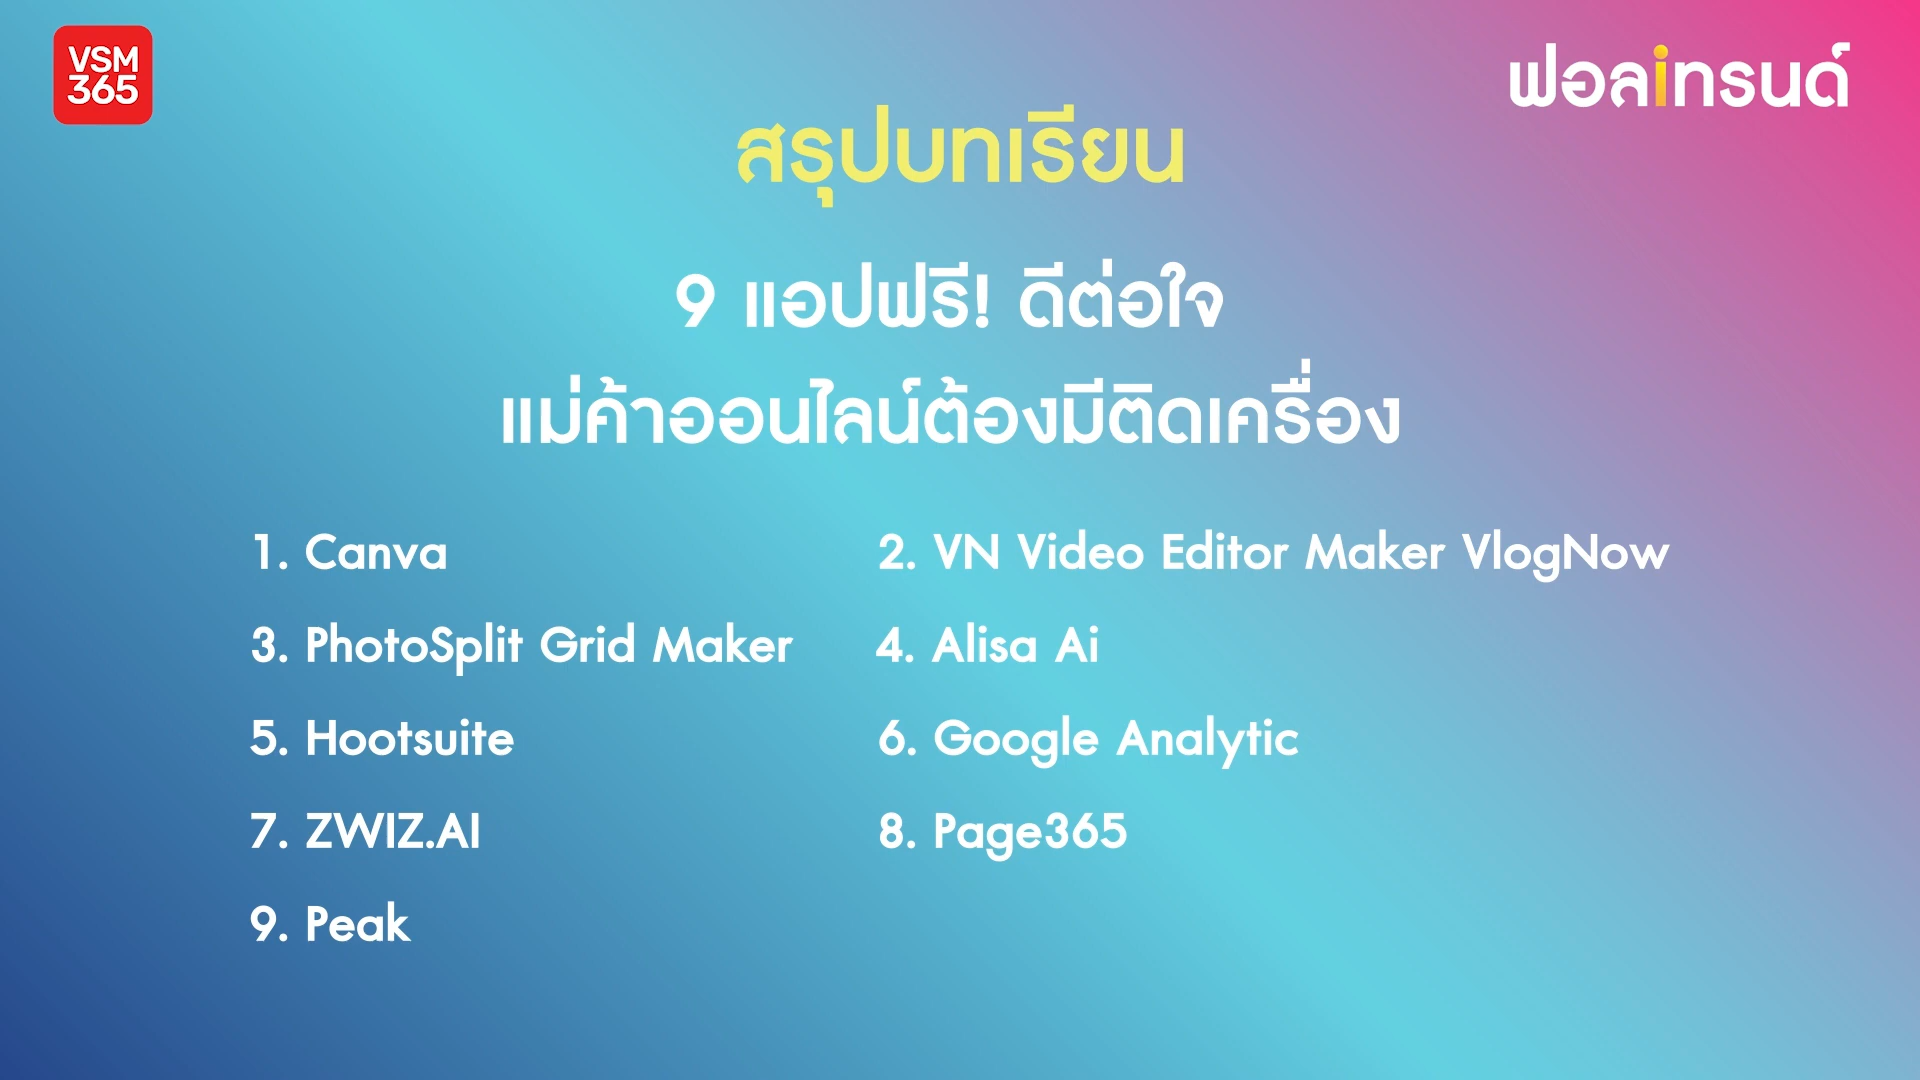 VSM
365
ฟอลเทรนด์
สรุปบทเรียน
9 แอปฟรี! ดีต่อใจ
แม่ค้าออนไลน์ต้องมีติดเครื่อง
1. Canva
2. VN Video Editor Maker VlogNow
3. PhotoSplit Grid Maker
4. Alisa Ai
5. Hootsuite
6. Google Analytic
7. ZWIZ.AI
8. Page365
9. Peak